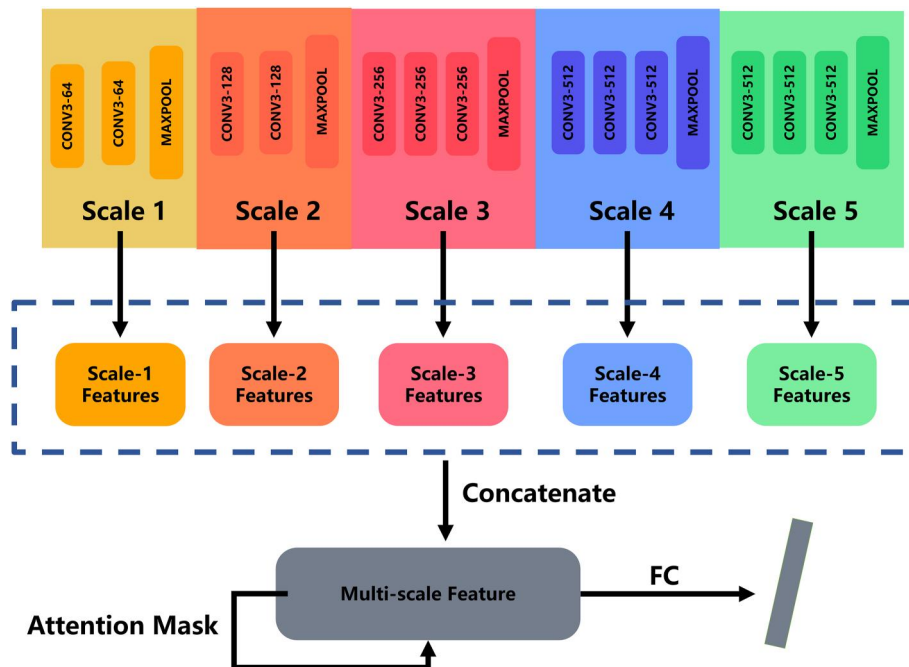 CONV3-64
CONV3-64
MAXPOOL
CONV3-128
CONV3-128
MAXPOOL
CONV3-256
CONV3-256
CONV3-256
MAXPOOL
CONV3-512
CONV3-512
CONV3-512
MAXPOOL
CONV3-512
CONV3-512
CONV3-512
MAXPOOL
Scale 1
Scale 2
Scale 3
Scale 4
Scale 5
Scale-1
Features
Scale-2
Features
Scale-3
Features
Scale-4
Features
Scale-5
Features
Concatenate
Multi-scale Feature
FC
Attention Mask